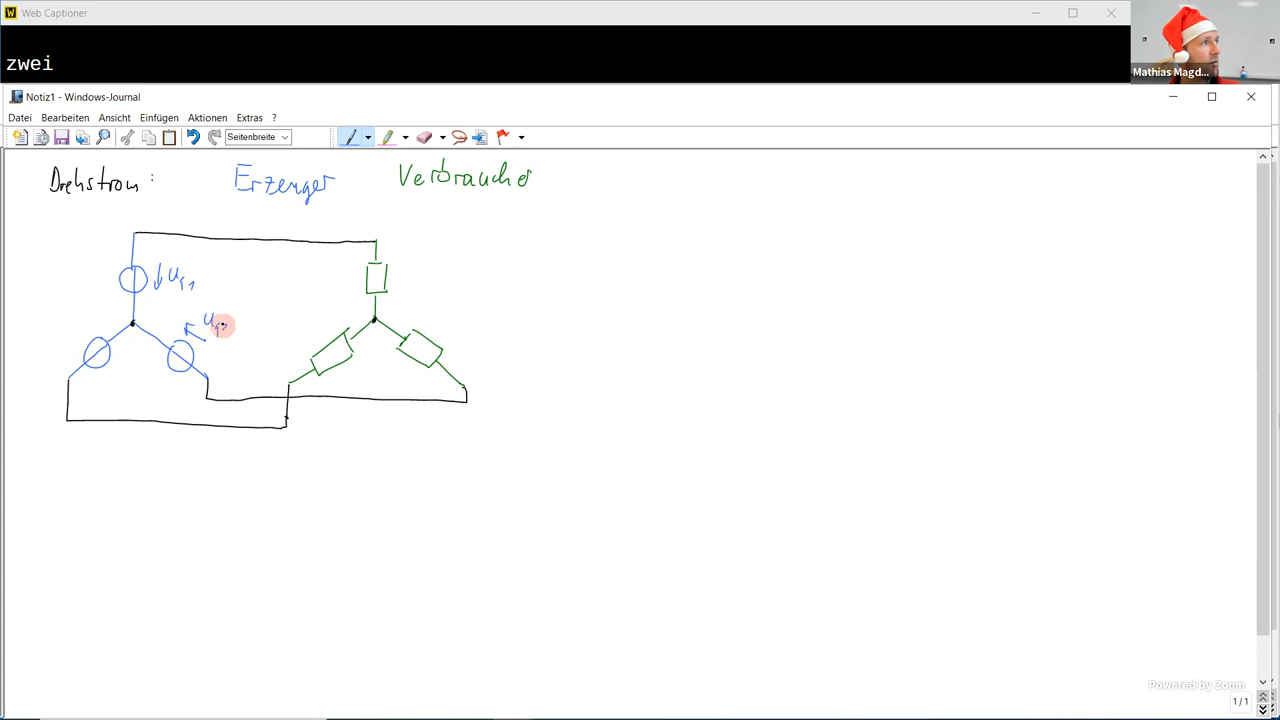 Web Captioner
zwei
Mathias Magd...
Notiz1 - Windows-Journal
Datei Bearbeiten Ansicht Einfügen Aktionen Extras ?
Seitenbreite
Drehstrom : Erzeuger Verbraucher
Powered by Zoom
1 / 1